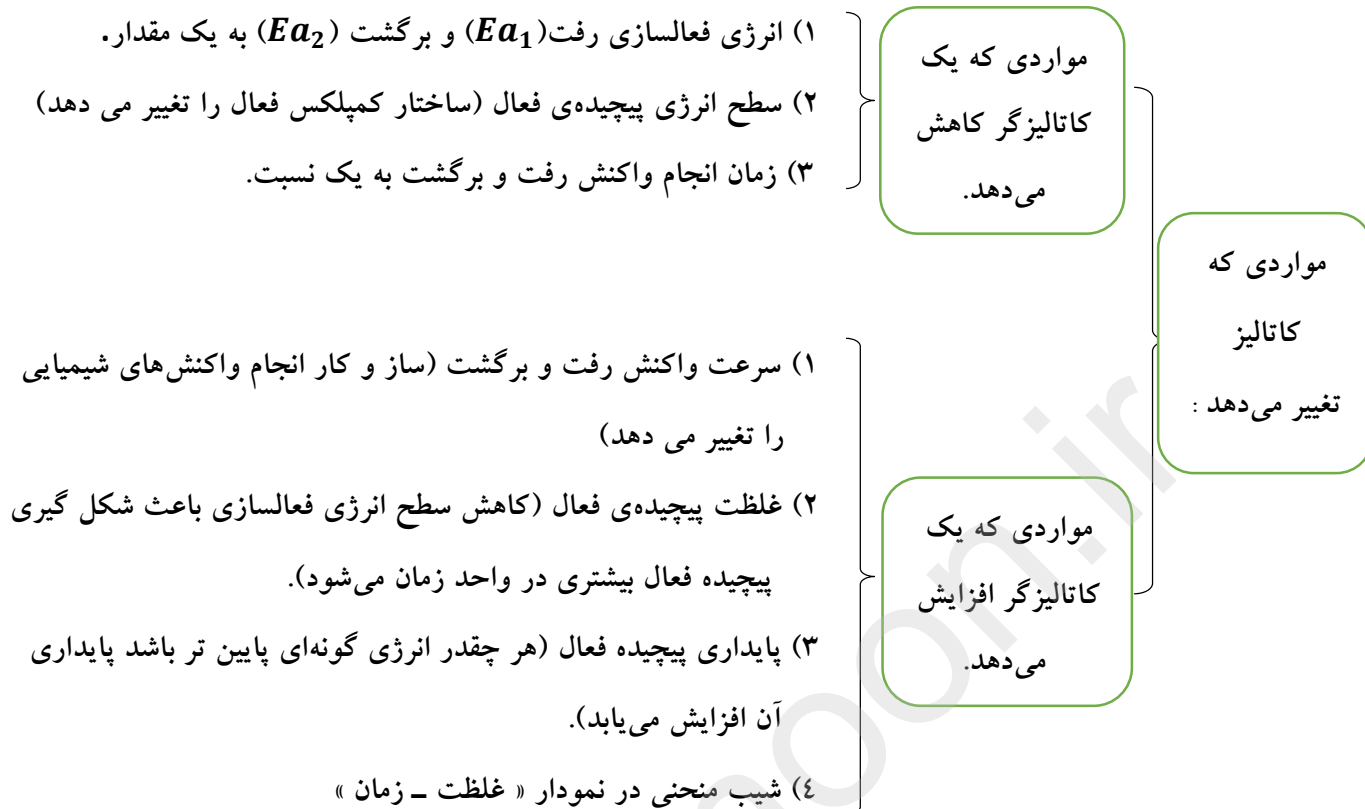 مواردی که
کاتالیز
تغییر می‌دهد :
مواردی که یک
کاتالیزگر کاهش
می‌دهد.
۱) انرژی فعالسازی رفت(Ea₁) و برگشت (Ea₂) به یک مقدار.
۲) سطح انرژی پیچیده‌ی فعال (ساختار کمپلکس فعال را تغییر می دهد)
۳) زمان انجام واکنش رفت و برگشت به یک نسبت.
مواردی که یک
کاتالیزگر افزایش
می‌دهد.
۱) سرعت واکنش رفت و برگشت (ساز و کار انجام واکنش‌های شیمیایی
را تغییر می دهد)
۲) غلظت پیچیده‌ی فعال (کاهش سطح انرژی فعالسازی باعث شکل گیری
پیچیده فعال بیشتری در واحد زمان می‌شود).
۳) پایداری پیچیده فعال (هر چقدر انرژی گونه‌ای پایین تر باشد پایداری
آن افزایش می‌یابد).
٤) شیب منحنی در نمودار « غلظت ــ زمان »